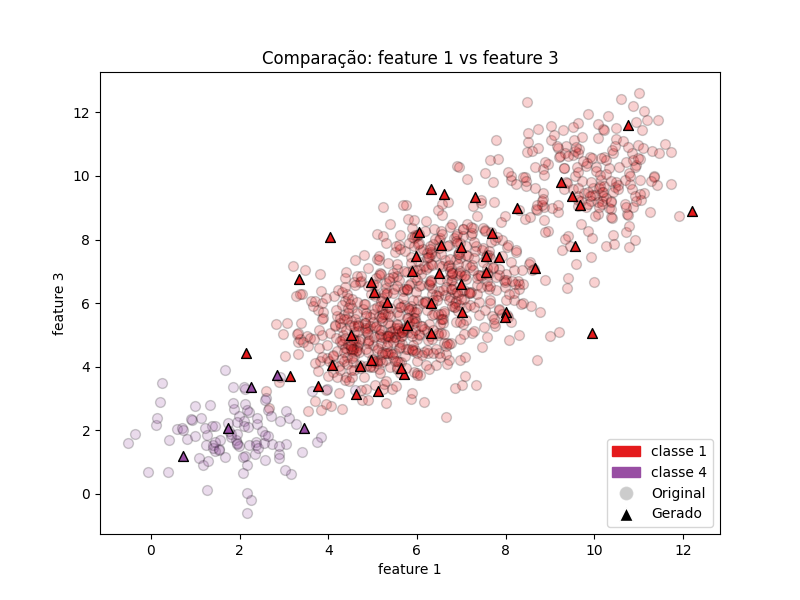 Comparação: feature 1 vs feature 3
12
10
8
6
4
2
0
feature 3
0 2 4 6 8 10 12
feature 1
classe 1
classe 4
Original
Gerado